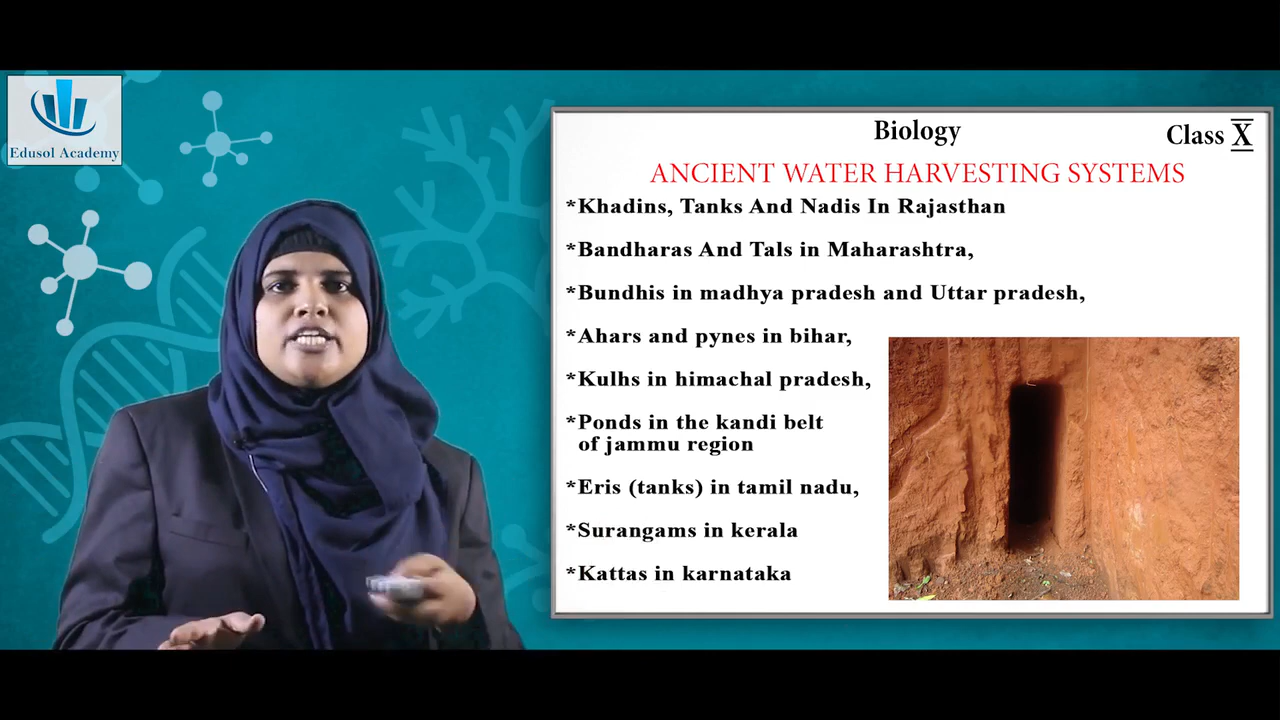 Edusol Academy
Biology
Class X
ANCIENT WATER HARVESTING SYSTEMS
*Khadins, Tanks And Nadis In Rajasthan
*Bandharas And Tals in Maharashtra,
*Bundhis in madhya pradesh and Uttar pradesh,
*Ahars and pynes in bihar,
*Kulhs in himachal pradesh,
*Ponds in the kandi belt
of jammu region
*Eris (tanks) in tamil nadu,
*Surangams in kerala
*Kattas in karnataka